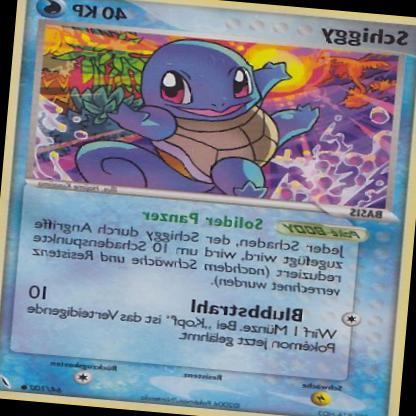 BASIS
Schiggy
40 KP
Poké-BODY Solider Panzer
Jeder Schaden, der Schiggy durch Angriffe
zugefügt wird, wird um 10 Schadenspunkte
reduziert (nachdem Schwäche und Resistenz
verrechnet wurden).
Blubbstrahl 10
Wirf 1 Münze. Bei „Kopf“ ist das Verteidigende
Pokémon jetzt gelähmt.
Schwäche Resistenz Rückzugskosten
64/100